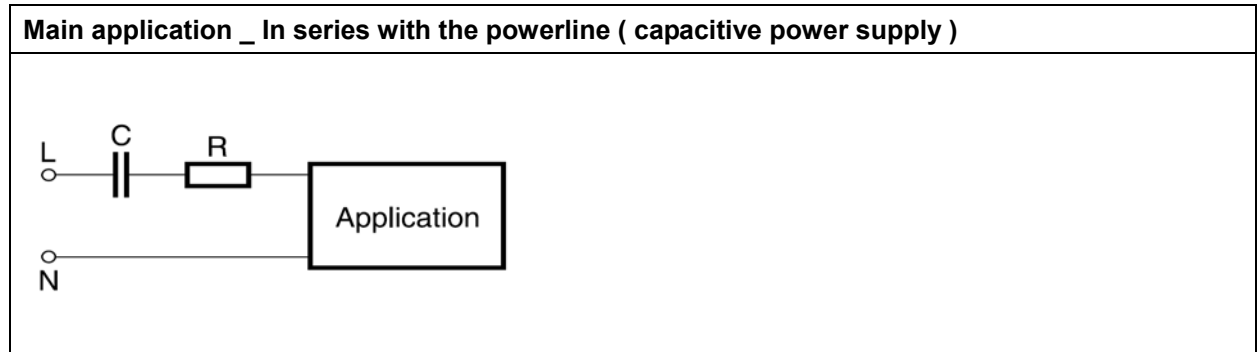 Main application _ In series with the powerline ( capacitive power supply )
L
C
R
Application
N